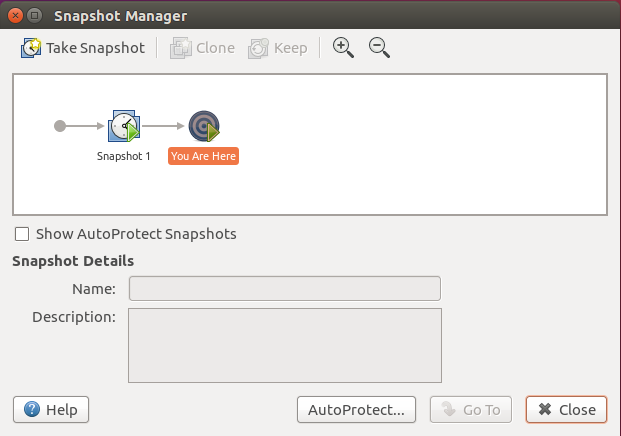 Snapshot Manager
Take Snapshot Clone Keep
Snapshot 1 You Are Here
Show AutoProtect Snapshots
Snapshot Details
Name:
Description:
Help AutoProtect... Go To Close